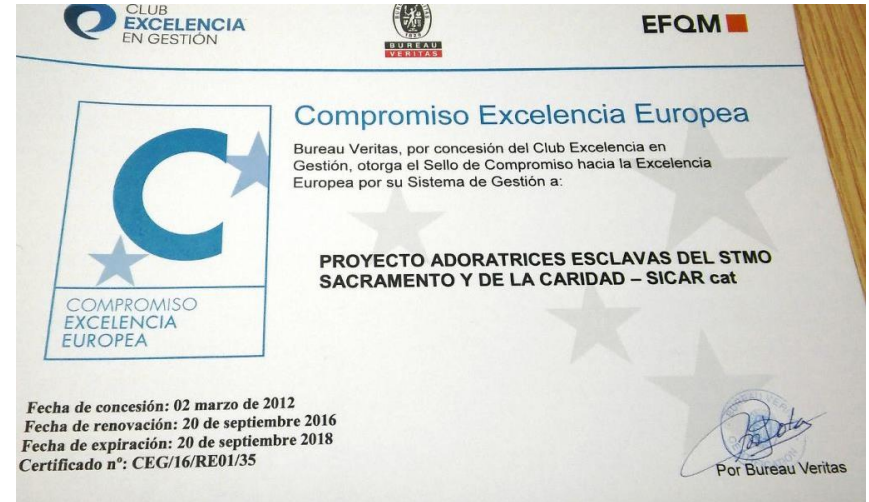 CLUB
EXCELENCIA
EN GESTIÓN
BUREAU
VERITAS
EFQM
Compromiso Excelencia Europea
Bureau Veritas, por concesión del Club Excelencia en
Gestión, otorga el Sello de Compromiso hacia la Excelencia
Europea por su Sistema de Gestión a:
PROYECTO ADORATRICES ESCLAVAS DEL STMO
SACRAMENTO Y DE LA CARIDAD – SICAR cat
C
COMPROMISO
EXCELENCIA
EUROPEA
Fecha de concesión: 02 marzo de 2012
Fecha de renovación: 20 de septiembre 2016
Fecha de expiración: 20 de septiembre 2018
Certificado nº: CEG/16/RE01/35
Por Bureau Veritas